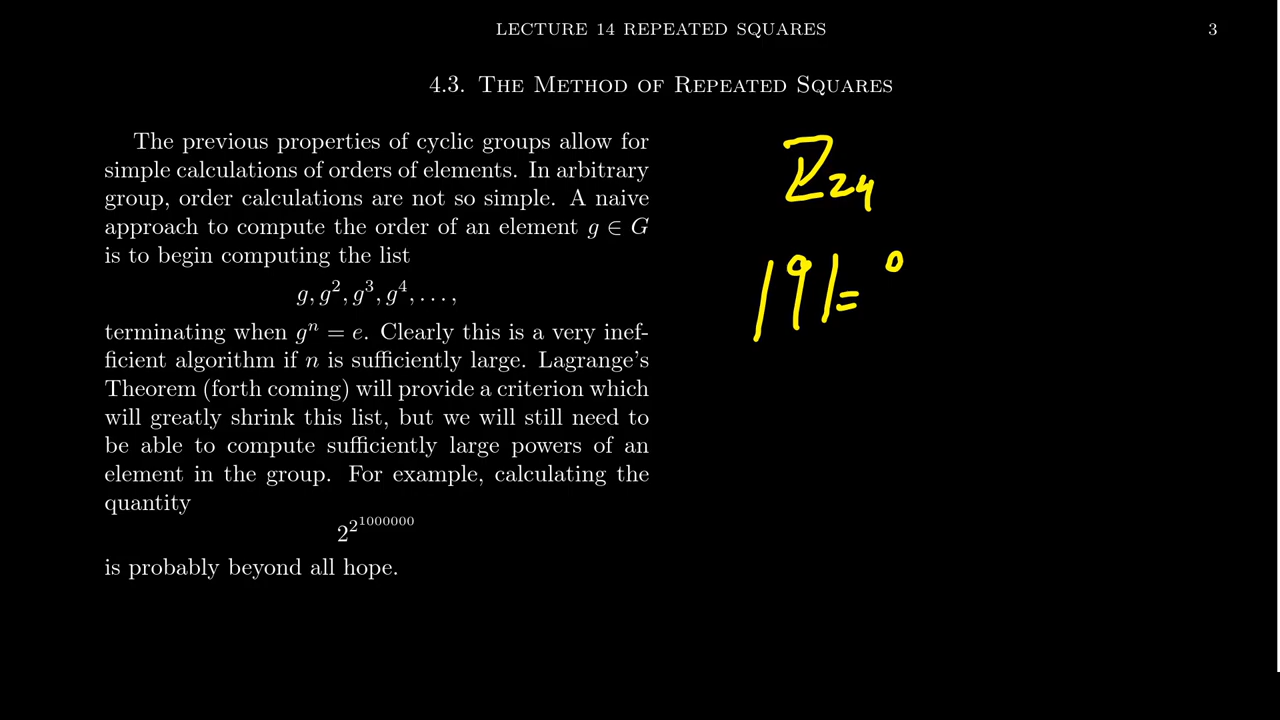 LECTURE 14 REPEATED SQUARES 3
4.3. THE METHOD OF REPEATED SQUARES
The previous properties of cyclic groups allow for
simple calculations of orders of elements. In arbitrary
group, order calculations are not so simple. A naive
approach to compute the order of an element g ∈ G
is to begin computing the list
g, g², g³, g⁴, . . . ,
terminating when gⁿ = e. Clearly this is a very inef-
ficient algorithm if n is sufficiently large. Lagrange's
Theorem (forth coming) will provide a criterion which
will greatly shrink this list, but we will still need to
be able to compute sufficiently large powers of an
element in the group. For example, calculating the
quantity
2^2^1000000
is probably beyond all hope.
ℤ₂₄
|9|=